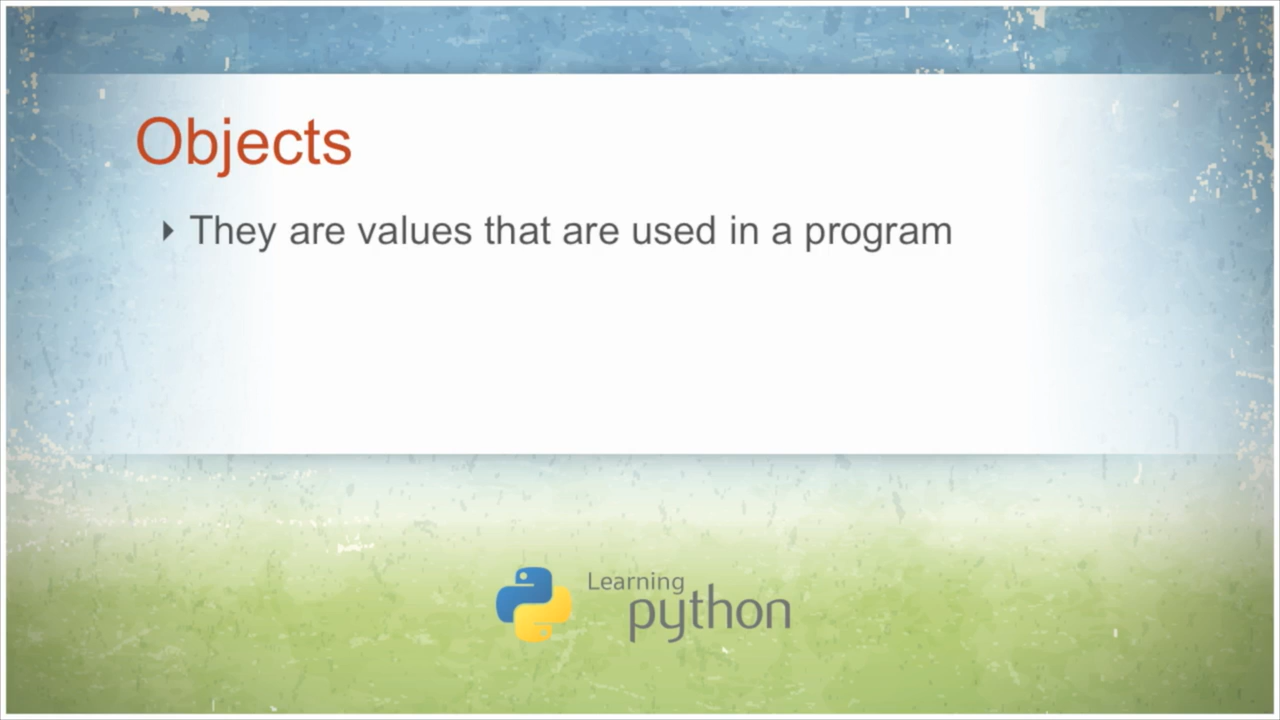 Objects
They are values that are used in a program
Learning
python